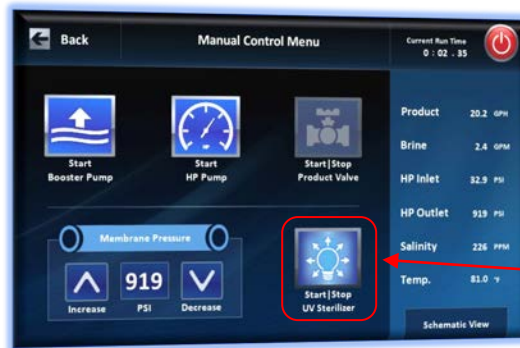 Back
Manual Control Menu
Current Run Time
0 : 02 . 35
Start
Booster Pump
Start
HP Pump
Start|Stop
Product Valve
Membrane Pressure
919
Increase
PSI
Decrease
Start|Stop
UV Sterilizer
Product 20.2 GPH
Brine 2.4 GPM
HP Inlet 32.9 PSI
HP Outlet 919 PSI
Salinity 226 PPM
Temp. 81.0 °F
Schematic View